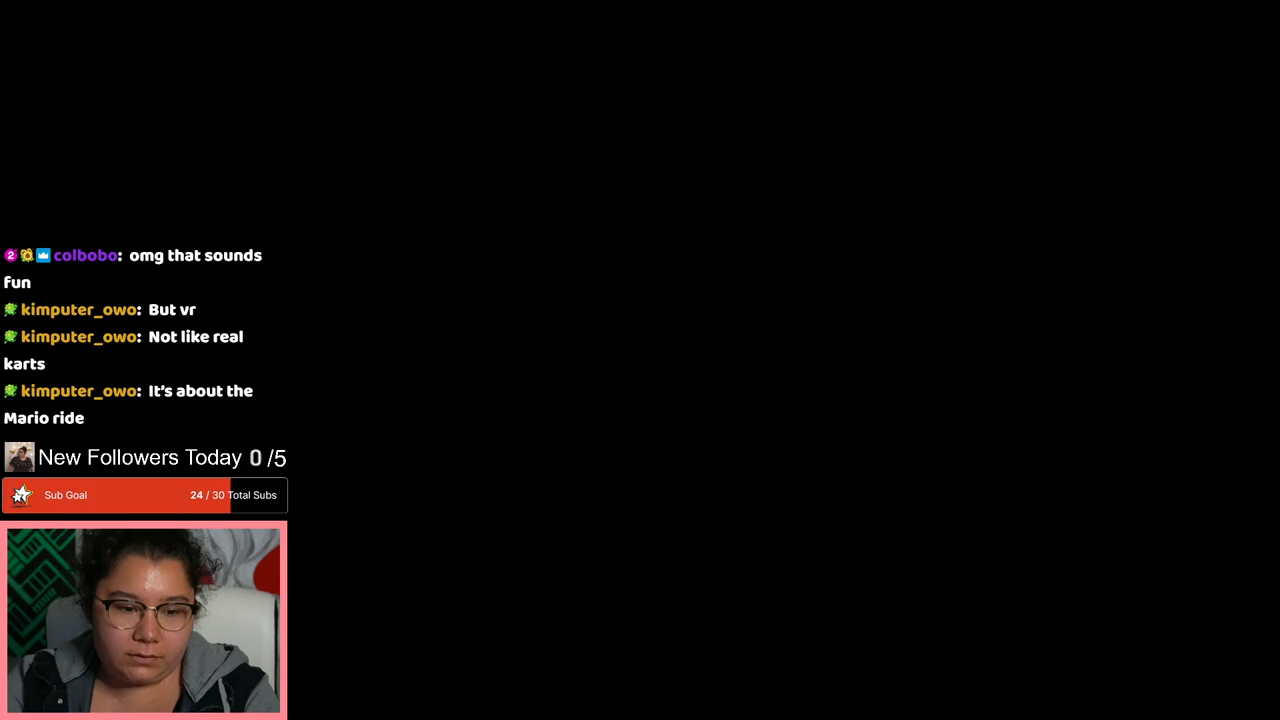 2 colbobo: omg that sounds
fun
kimputer_owo: But vr
kimputer_owo: Not like real
karts
kimputer_owo: It's about the
Mario ride
New Followers Today 0 /5
Sub Goal 24 / 30 Total Subs